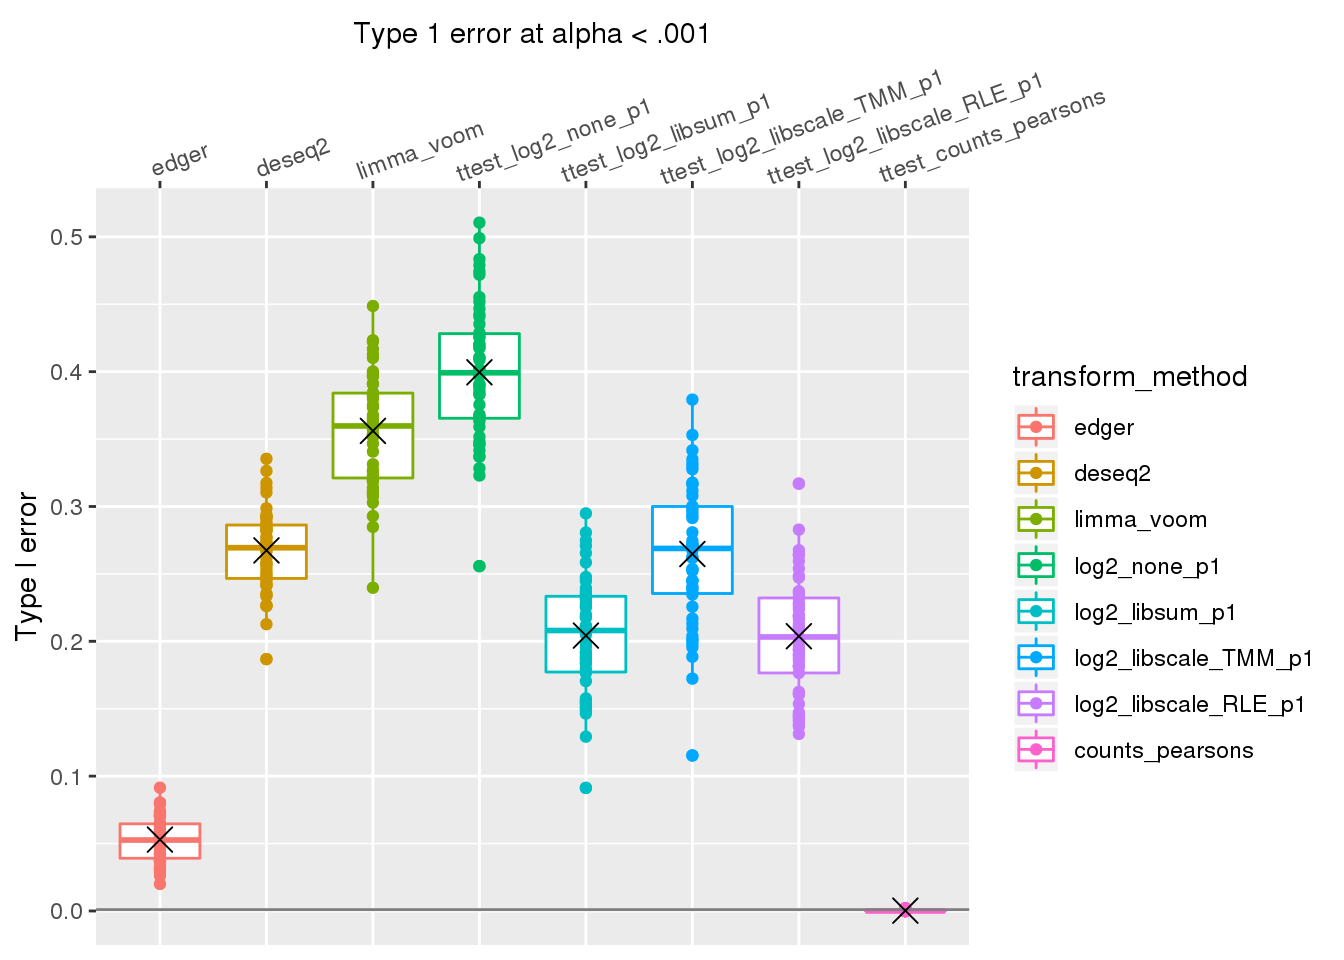 Type 1 error at alpha < .001
edger
deseq2
limma_voom
ttest_log2_none_p1
ttest_log2_libsum_p1
ttest_log2_libscale_TMM_p1
ttest_log2_libscale_RLE_p1
ttest_counts_pearsons
0.5
0.4
0.3
0.2
0.1
0.0
Type I error
transform_method
edger
deseq2
limma_voom
log2_none_p1
log2_libsum_p1
log2_libscale_TMM_p1
log2_libscale_RLE_p1
counts_pearsons